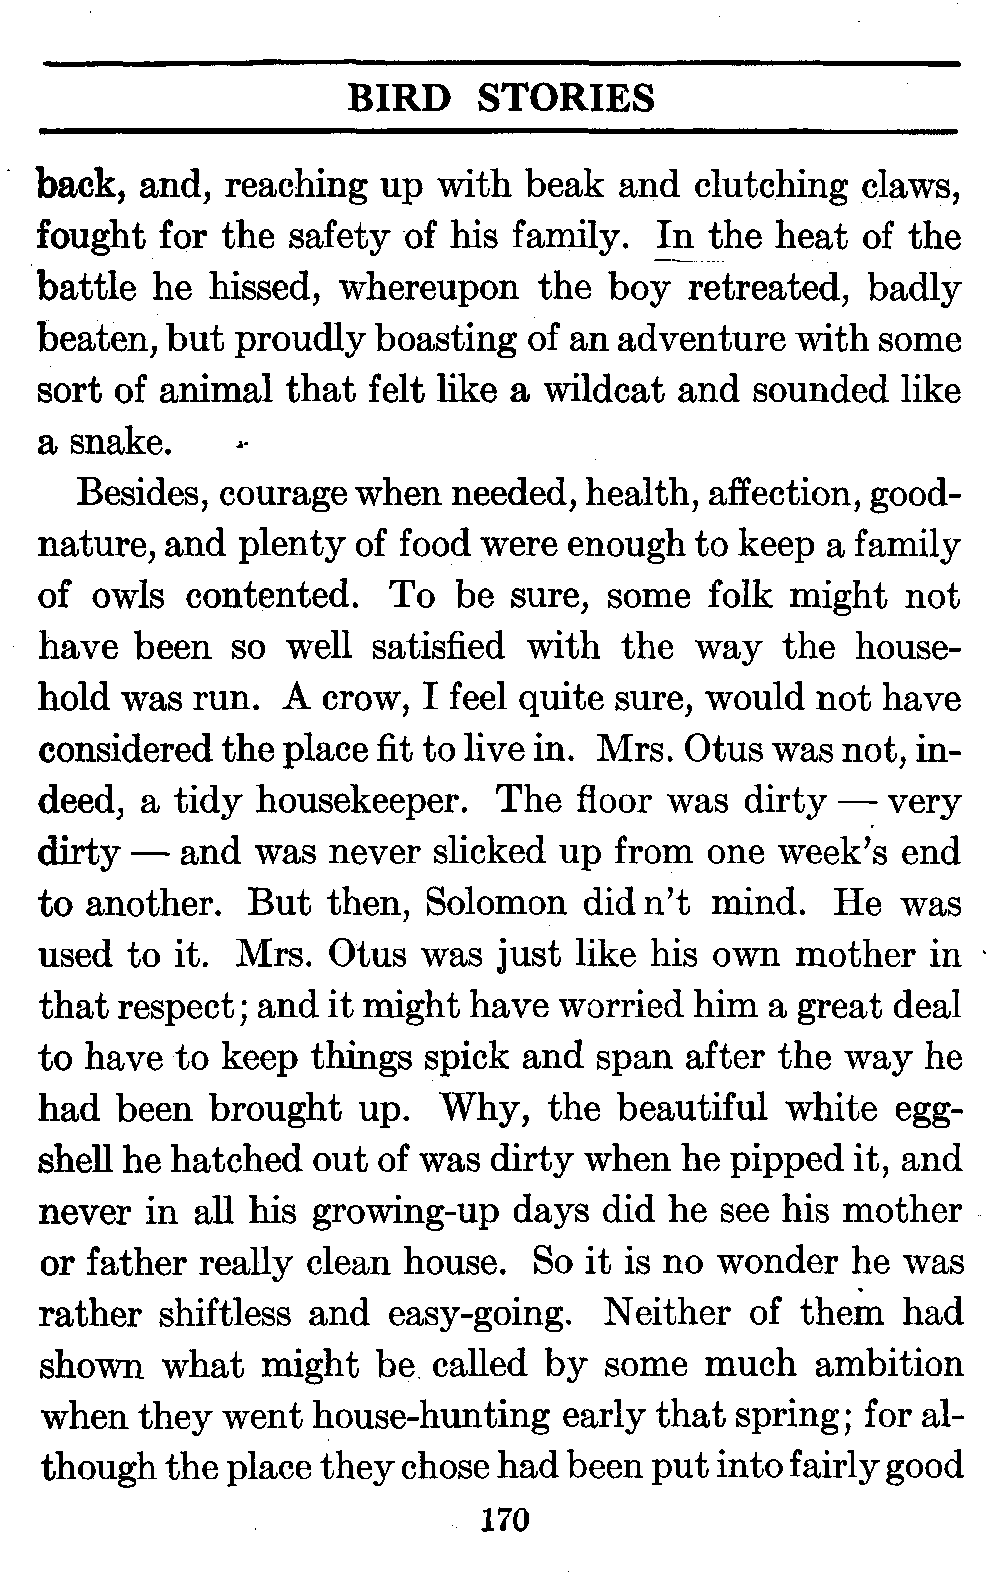 BIRD STORIES
back, and, reaching up with beak and clutching claws,
fought for the safety of his family. In the heat of the
battle he hissed, whereupon the boy retreated, badly
beaten, but proudly boasting of an adventure with some
sort of animal that felt like a wildcat and sounded like
a snake.
Besides, courage when needed, health, affection, good-
nature, and plenty of food were enough to keep a family
of owls contented. To be sure, some folk might not
have been so well satisfied with the way the house-
hold was run. A crow, I feel quite sure, would not have
considered the place fit to live in. Mrs. Otus was not, in-
deed, a tidy housekeeper. The floor was dirty — very
dirty — and was never slicked up from one week's end
to another. But then, Solomon did n't mind. He was
used to it. Mrs. Otus was just like his own mother in
that respect; and it might have worried him a great deal
to have to keep things spick and span after the way he
had been brought up. Why, the beautiful white egg-
shell he hatched out of was dirty when he pipped it, and
never in all his growing-up days did he see his mother
or father really clean house. So it is no wonder he was
rather shiftless and easy-going. Neither of them had
shown what might be called by some much ambition
when they went house-hunting early that spring; for al-
though the place they chose had been put into fairly good
170